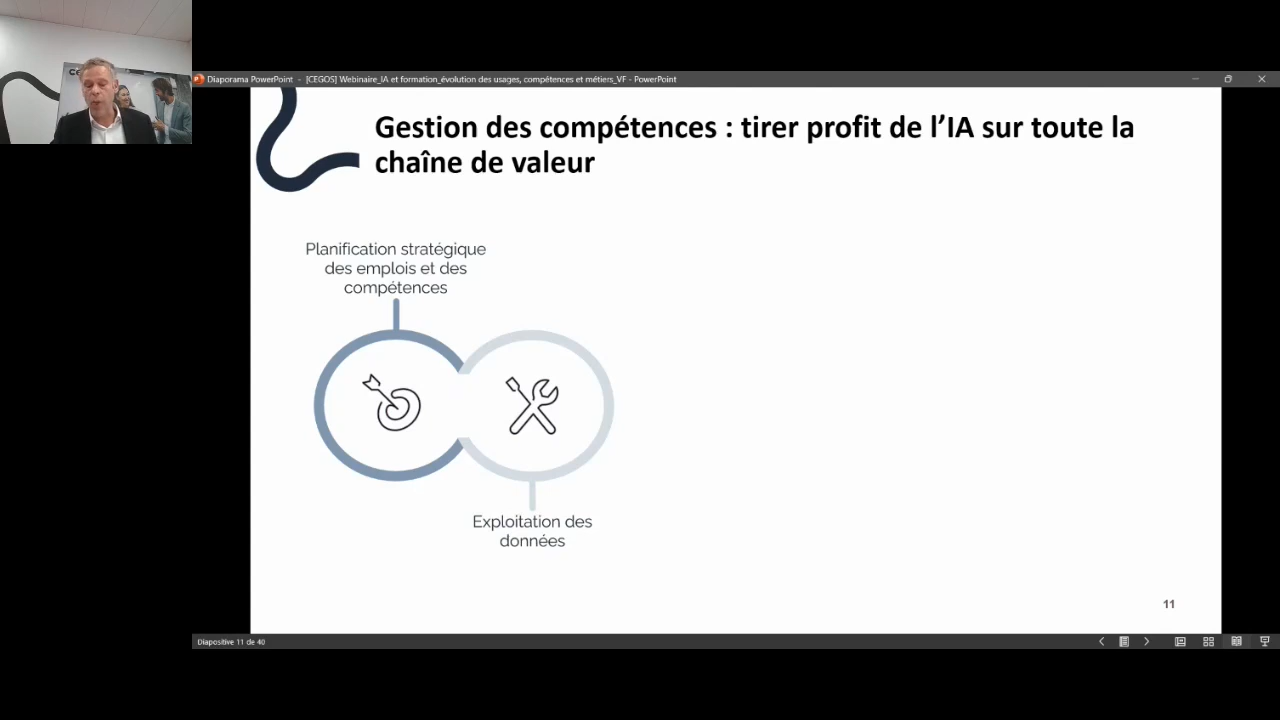 Diaporama PowerPoint - [CEGOS] Webinaire_IA et formation_évolution des usages, compétences et métiers_VF - PowerPoint
Gestion des compétences : tirer profit de l’IA sur toute la
chaîne de valeur
Planification stratégique
des emplois et des
compétences
Exploitation des
données
11
Diapositive 11 de 40